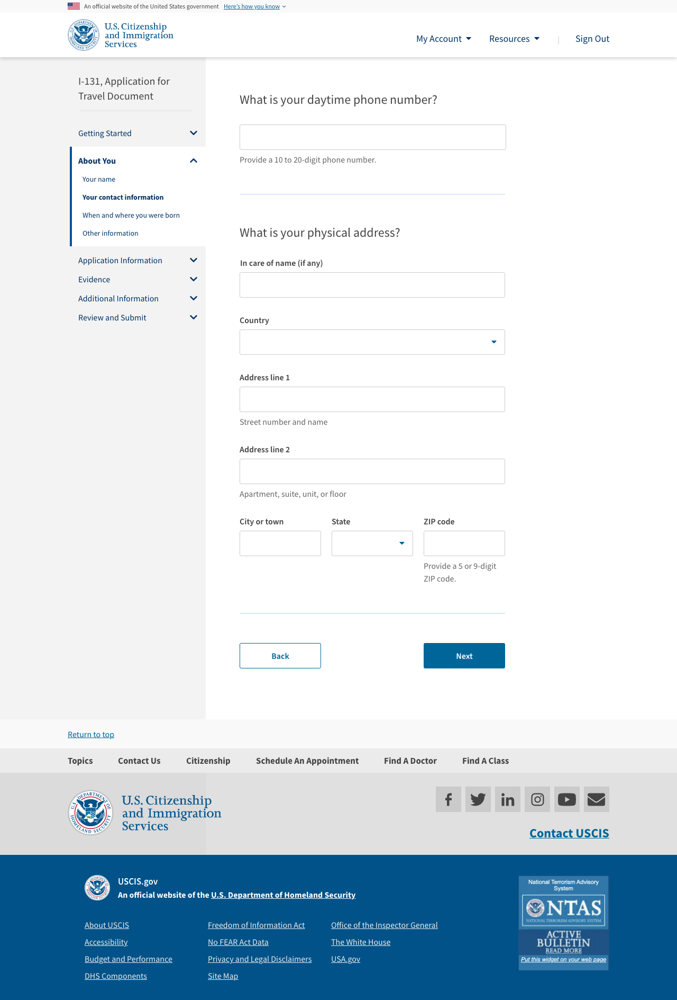 An official website of the United States government Here's how you know
U.S. Citizenship
and Immigration
Services
My Account
Resources
Sign Out
I-131, Application for
Travel Document
Getting Started
About You
Your name
Your contact information
When and where you were born
Other information
Application Information
Evidence
Additional Information
Review and Submit
What is your daytime phone number?
Provide a 10 to 20-digit phone number.
What is your physical address?
In care of name (if any)
Country
Address line 1
Street number and name
Address line 2
Apartment, suite, unit, or floor
City or town
State
ZIP code
Provide a 5 or 9-digit
ZIP code.
Back
Next
Return to top
Topics
Contact Us
Citizenship
Schedule An Appointment
Find A Doctor
Find A Class
U.S. DEPARTMENT OF
HOMELAND SECURITY
U.S. Citizenship
and Immigration
Services
Contact USCIS
USCIS.gov
An official website of the U.S. Department of Homeland Security
About USCIS
Accessibility
Budget and Performance
DHS Components
Freedom of Information Act
No FEAR Act Data
Privacy and Legal Disclaimers
Site Map
Office of the Inspector General
The White House
USA.gov
National Terrorism Advisory
System
NTAS
NATIONAL TERRORISM ADVISORY SYSTEM
ACTIVE
BULLETIN
READ MORE
Put this widget on your web page